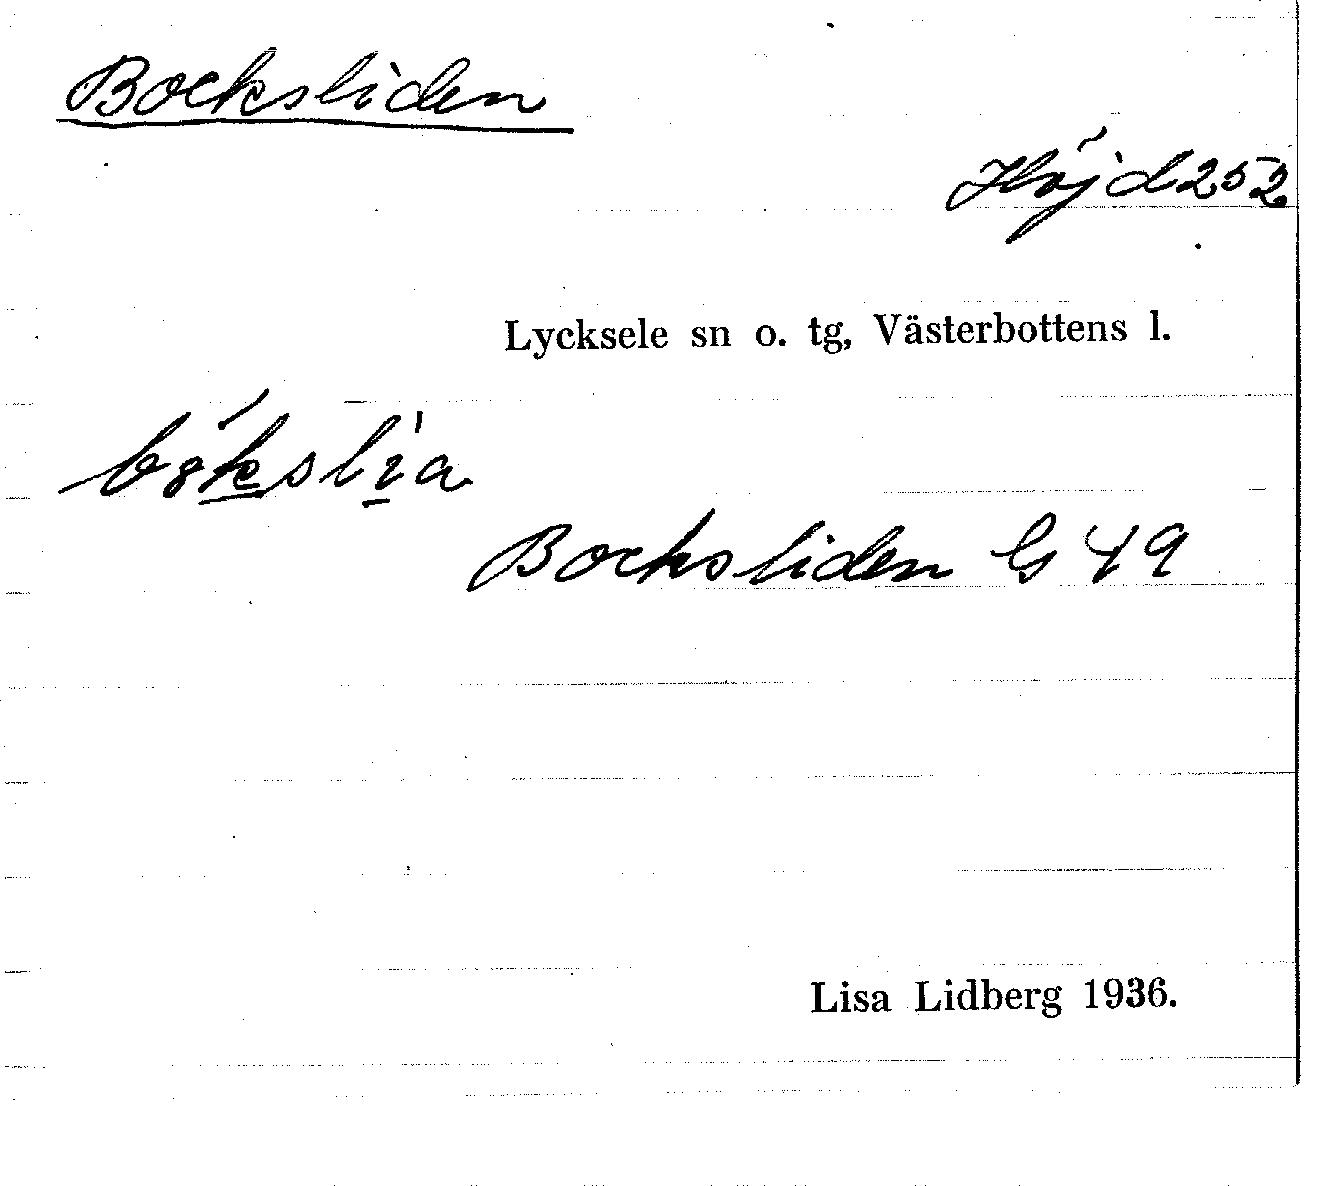 Bocksliden
Höjd 252
Lycksele sn o. tg, Västerbottens l.
Bocksliden G 49
Lisa Lidberg 1936.